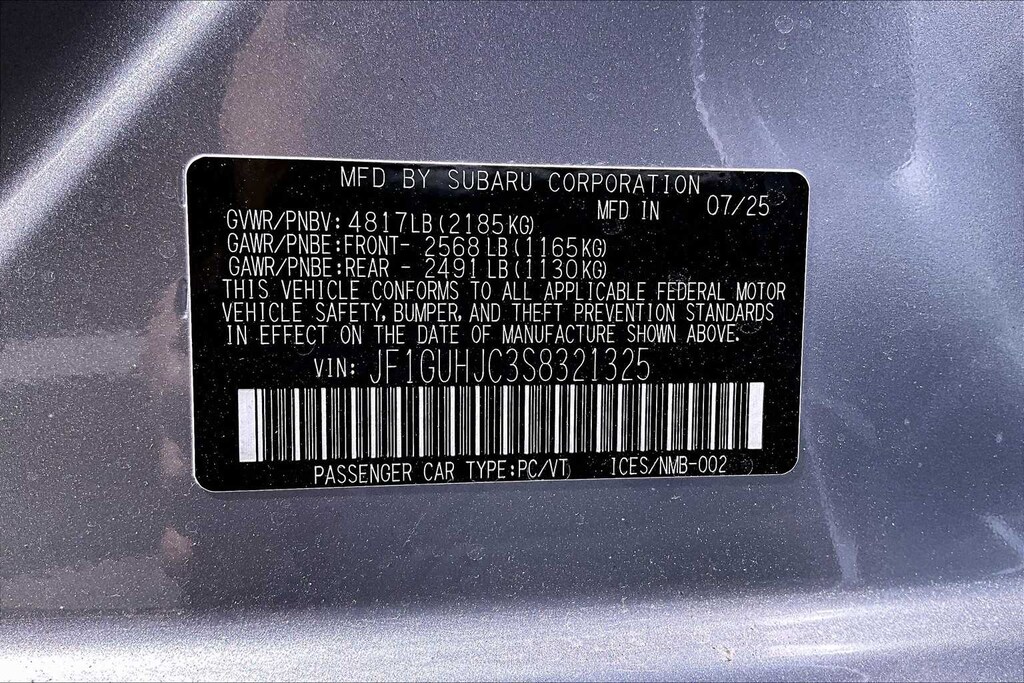 MFD BY SUBARU CORPORATION
MFD IN 07/25
GVWR/PNBV: 4817LB (2185KG)
GAWR/PNBE:FRONT- 2568 LB (1165KG)
GAWR/PNBE:REAR - 2491 LB (1130KG)
THIS VEHICLE CONFORMS TO ALL APPLICABLE FEDERAL MOTOR
VEHICLE SAFETY, BUMPER, AND THEFT PREVENTION STANDARDS
IN EFFECT ON THE DATE OF MANUFACTURE SHOWN ABOVE.
VIN: JF1GUHJC3S8321325
PASSENGER CAR TYPE:PC/VT ICES/NMB-002